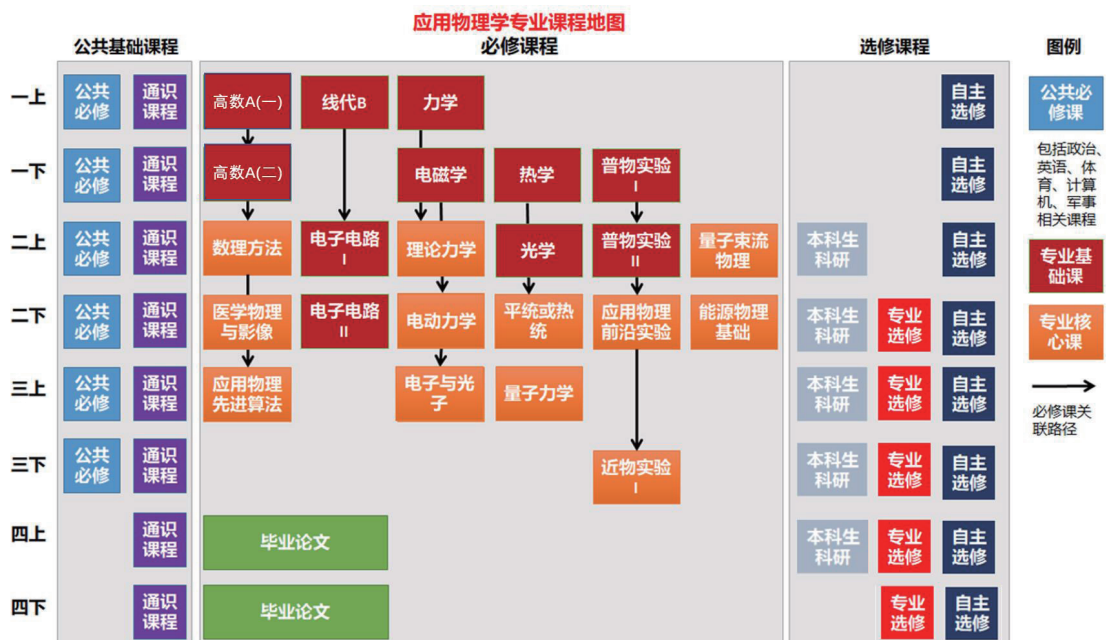 应用物理学专业课程地图
公共基础课程
必修课程
选修课程
图例
一上
公共
必修
通识
课程
高数A(一)
线代B
力学
自主
选修
公共必
修课
包括政治、
英语、体
育、计算
机、军事
相关课程
一下
公共
必修
通识
课程
高数A(二)
电磁学
热学
普物实验
I
自主
选修
二上
公共
必修
通识
课程
数理方法
电子电路
I
理论力学
光学
普物实验
II
量子束流
物理
本科生
科研
自主
选修
专业基
础课
二下
公共
必修
通识
课程
医学物理
与影像
电子电路
II
电动力学
平统或热
统
应用物理
前沿实验
能源物理
基础
本科生
科研
专业
选修
自主
选修
专业核
心课
三上
公共
必修
通识
课程
应用物理
先进算法
电子与光
子
量子力学
本科生
科研
专业
选修
自主
选修
必修课关
联路径
三下
公共
必修
通识
课程
近物实验
I
本科生
科研
专业
选修
自主
选修
四上
通识
课程
毕业论文
本科生
科研
专业
选修
自主
选修
四下
通识
课程
毕业论文
专业
选修
自主
选修